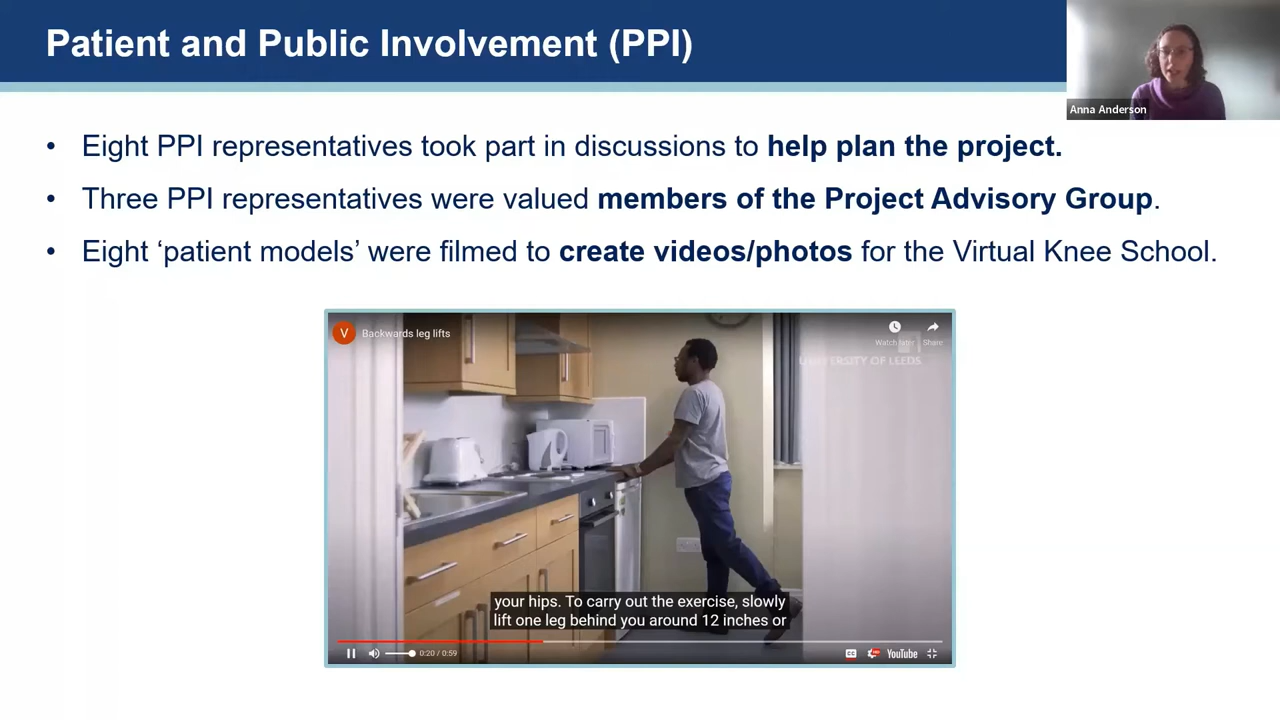 Patient and Public Involvement (PPI)
Anna Anderson
• Eight PPI representatives took part in discussions to help plan the project.
• Three PPI representatives were valued members of the Project Advisory Group.
• Eight ‘patient models’ were filmed to create videos/photos for the Virtual Knee School.
V
Backwards leg lifts
Watch later
Share
UNIVERSITY OF LEEDS
your hips. To carry out the exercise, slowly
lift one leg behind you around 12 inches or
0:20 / 0:59
CC
HD
YouTube